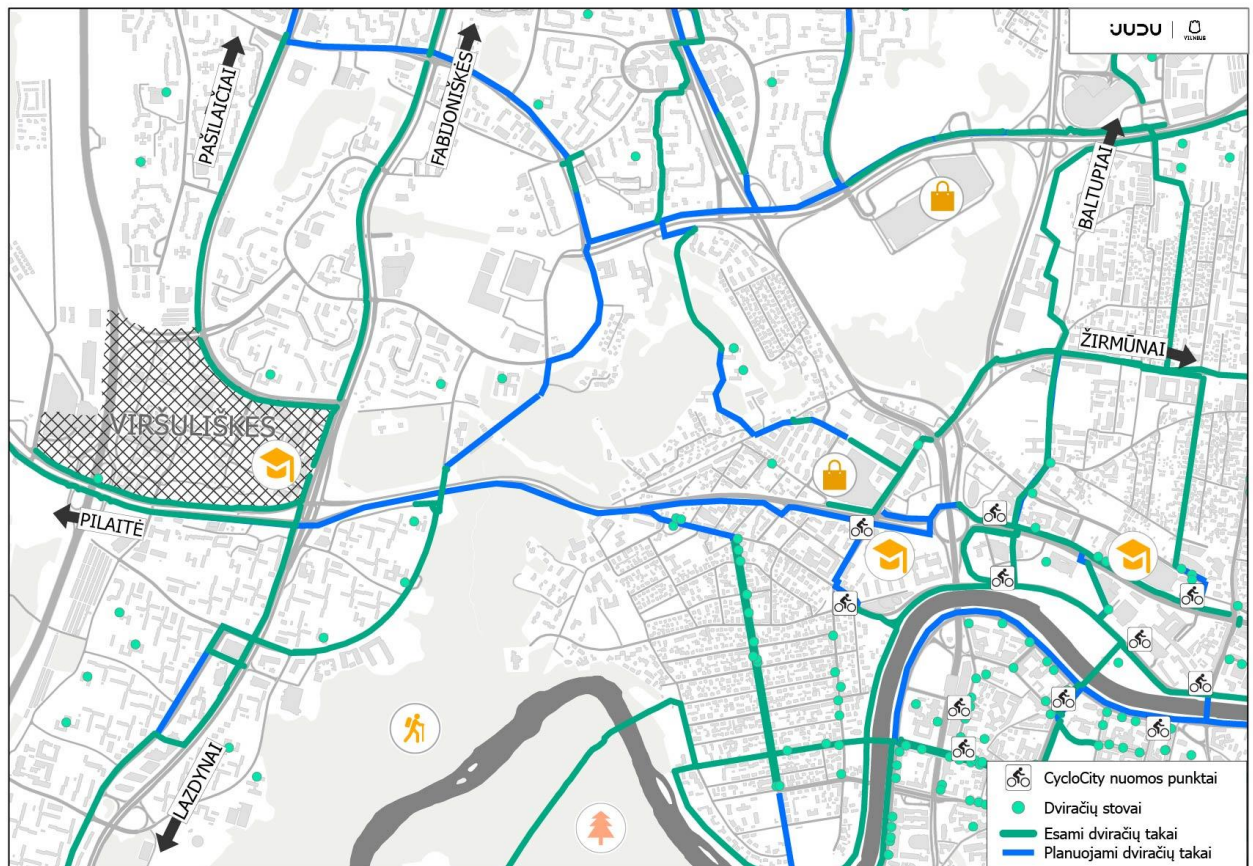 JUDU
VILNIUS
PAŠILAIČIAI
FABIJONIŠKĖS
BALTUPIAI
ŽIRMŪNAI
VIRŠULIŠKĖS
PILAITĖ
LAZDYNAI
CycloCity nuomos punktai
Dviračių stovai
Esami dviračių takai
Planuojami dviračių takai